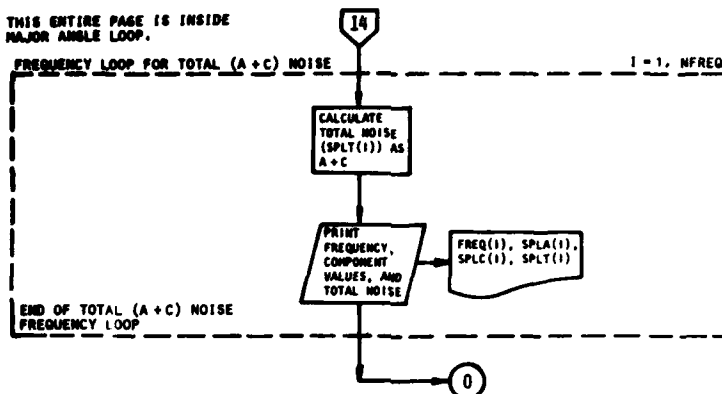 THIS ENTIRE PAGE IS INSIDE
MAJOR ANGLE LOOP.
I4
FREQUENCY LOOP FOR TOTAL (A + C) NOISE
I = 1, NFREQ
CALCULATE
TOTAL NOISE
(SPLT(I)) AS
A + C
PRINT
FREQUENCY,
COMPONENT
VALUES, AND
TOTAL NOISE
FREQ(I), SPLA(I),
SPLC(I), SPLT(I)
END OF TOTAL (A + C) NOISE
FREQUENCY LOOP
O